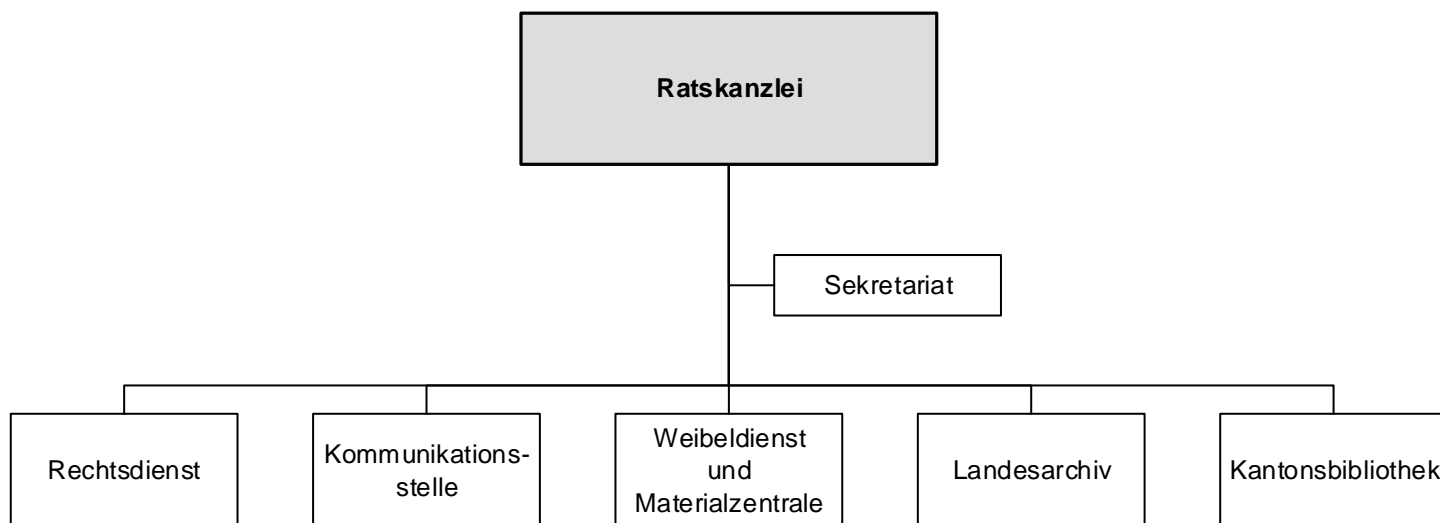 Ratskanzlei
Sekretariat
Rechtsdienst
Kommunikations-
stelle
Weibeldienst
und
Materialzentrale
Landesarchiv
Kantonsbibliothek